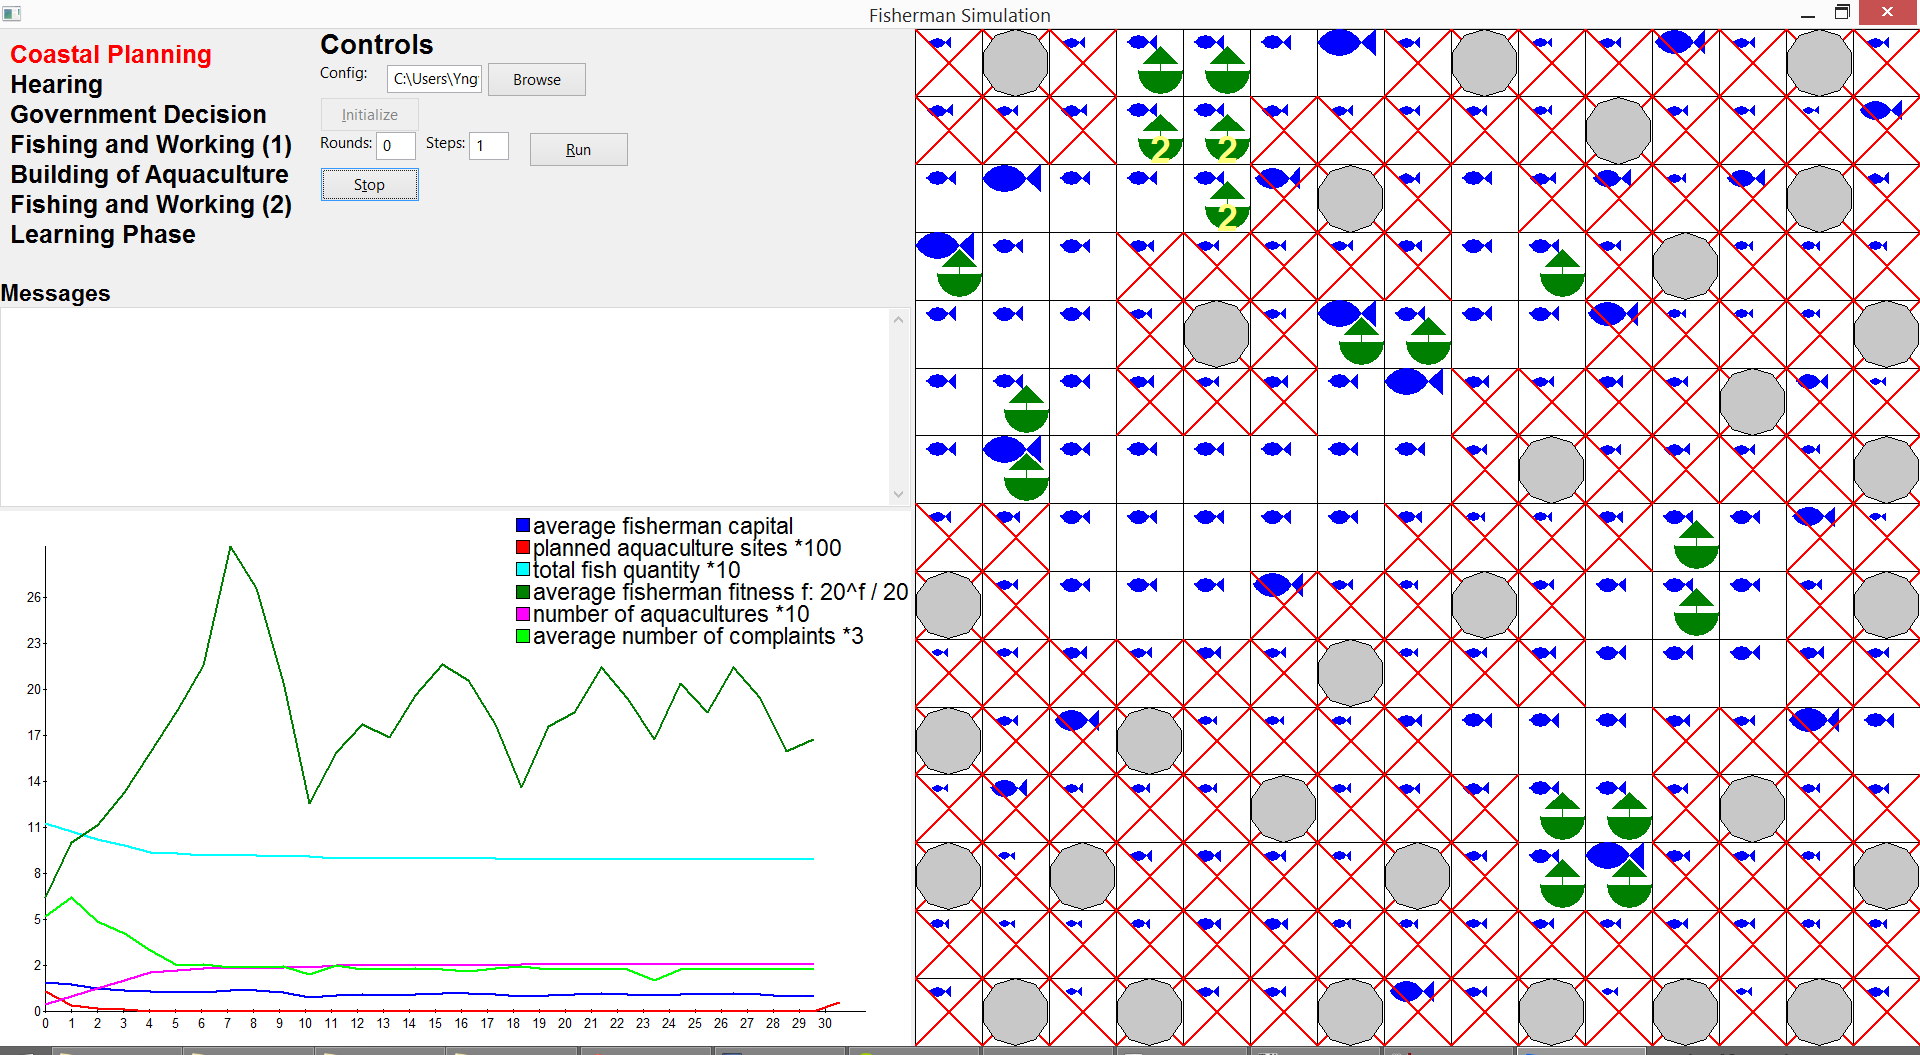 Fisherman Simulation
Coastal Planning
Hearing
Government Decision
Fishing and Working (1)
Building of Aquaculture
Fishing and Working (2)
Learning Phase
Controls
Config: C:\Users\Yng Browse
Initialize
Rounds: 0 Steps: 1 Run
Stop
Messages
average fisherman capital
planned aquaculture sites *100
total fish quantity *10
average fisherman fitness f: 20^f / 20
number of aquacultures *10
average number of complaints *3
26
23
20
17
14
11
8
5
2
0
0 1 2 3 4 5 6 7 8 9 10 11 12 13 14 15 16 17 18 19 20 21 22 23 24 25 26 27 28 29 30
2 2
2